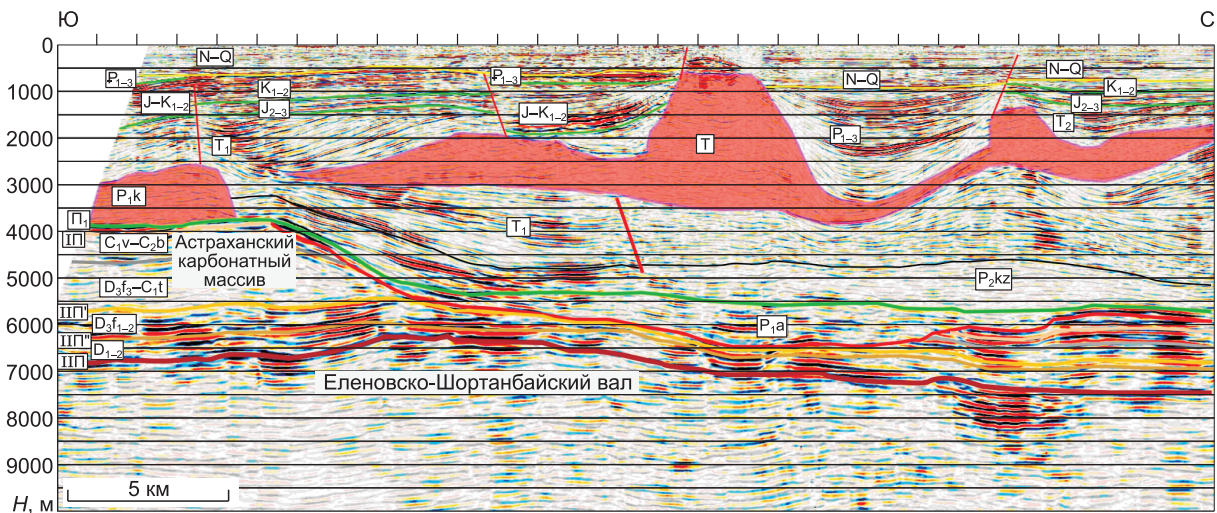 Ю
С
0
N–Q
N–Q
P₁₋₃
K₁₋₂
P₁₋₃
N–Q
K₁₋₂
1000
J–K₁₋₂
J₂₋₃
J–K₁₋₂
J₂₋₃
T₂
2000
T₁
T
P₁₋₃
3000
P₁k
П₁
4000
IП
C₁v–C₂b
Астраханский
карбонатный
массив
T₁
5000
D₃f₃–C₁t
P₂kz
IIП'
6000
D₃f₁₋₂
P₁a
IIП"
D₁₋₂
IIП
7000
Еленовско-Шортанбайский вал
8000
9000
5 км
H, м